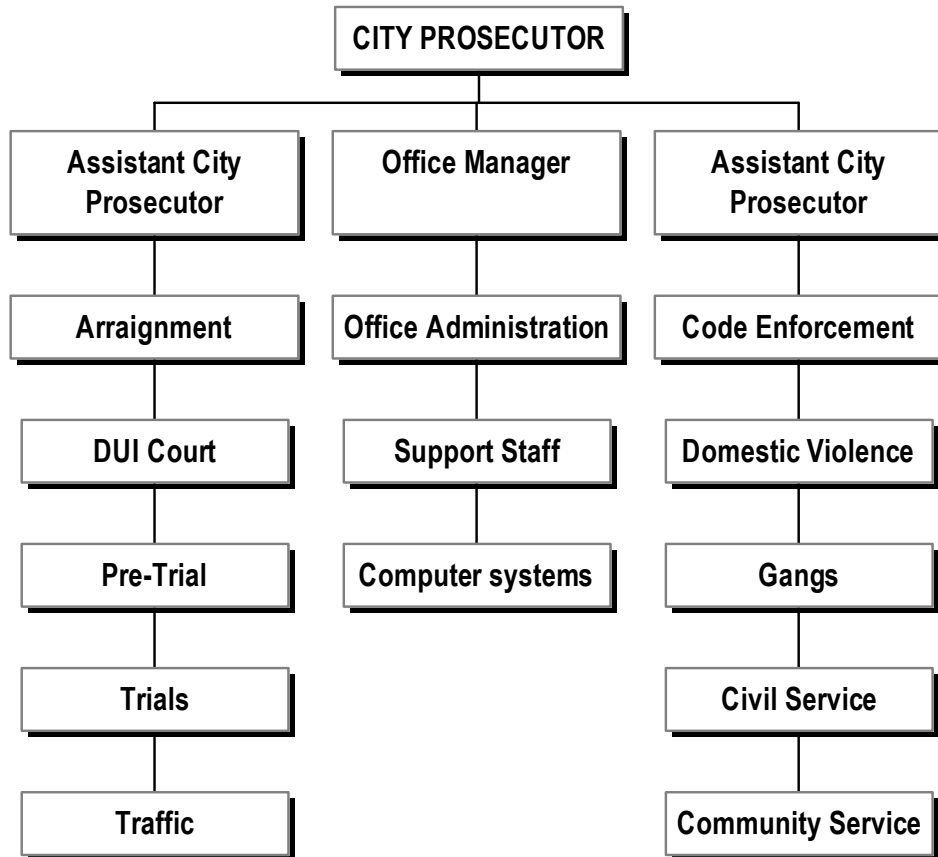 CITY PROSECUTOR
Assistant City
Prosecutor
Office Manager
Assistant City
Prosecutor
Arraignment
Office Administration
Code Enforcement
DUI Court
Support Staff
Domestic Violence
Pre-Trial
Computer systems
Gangs
Trials
Civil Service
Traffic
Community Service